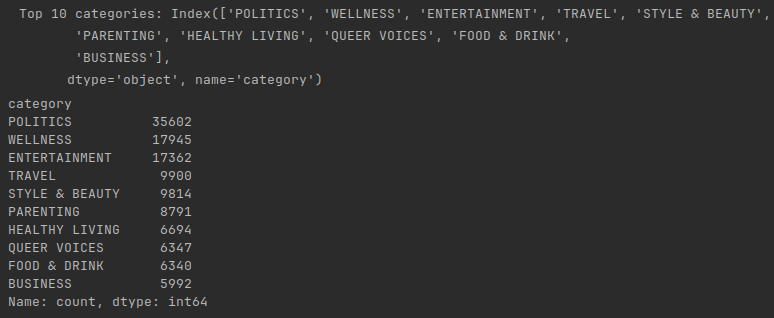 Top 10 categories: Index(['POLITICS', 'WELLNESS', 'ENTERTAINMENT', 'TRAVEL', 'STYLE & BEAUTY',
'PARENTING', 'HEALTHY LIVING', 'QUEER VOICES', 'FOOD & DRINK',
'BUSINESS'],
dtype='object', name='category')
category
POLITICS 35602
WELLNESS 17945
ENTERTAINMENT 17362
TRAVEL 9900
STYLE & BEAUTY 9814
PARENTING 8791
HEALTHY LIVING 6694
QUEER VOICES 6347
FOOD & DRINK 6340
BUSINESS 5992
Name: count, dtype: int64